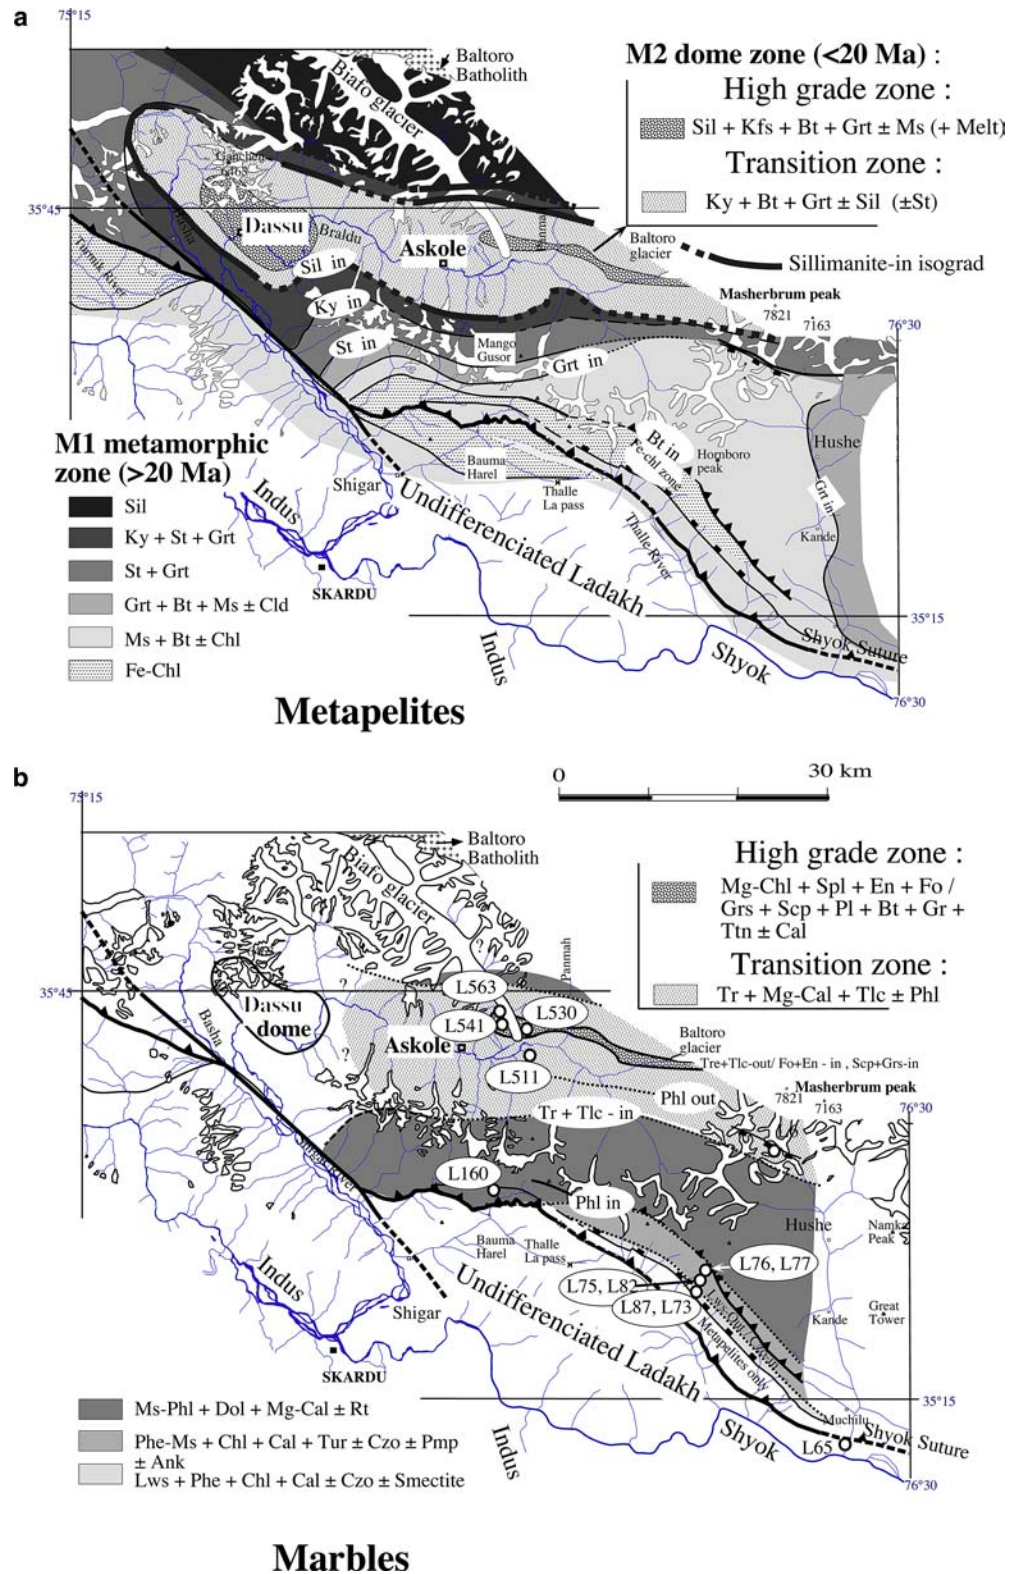 a
75°15
Baltoro
Batholith
Biafo glacier
M2 dome zone (<20 Ma) :
High grade zone :
Sil + Kfs + Bt + Grt ± Ms (+ Melt)
Transition zone :
Ky + Bt + Grt ± Sil (±St)
35°45
Basha
Dassu
Braldu
Askole
Panmah
Baltoro
glacier
Sillimanite-in isograd
Turmik River
Sil in
Ky in
St in
Masherbrum peak
7821
7163
76°30
Mango
Gusor
Grt in
M1 metamorphic
zone (>20 Ma)
Sil
Ky + St + Grt
St + Grt
Grt + Bt + Ms ± Cld
Ms + Bt ± Chl
Fe-Chl
Bt in
Fe-chl zone
Homboro
peak
Hushe
Grt in
Kande
Bauma
Harel
Thalle
La pass
Shigar
Indus
SKARDU
Undifferenciated Ladakh
Thalle River
35°15
Shyok Suture
Indus
Shyok
76°30
Metapelites
b
0
30 km
75°15
Baltoro
Batholith
Biafo glacier
High grade zone :
Mg-Chl + Spl + En + Fo /
Grs + Scp + Pl + Bt + Gr +
Ttn ± Cal
Transition zone :
Tr + Mg-Cal + Tlc ± Phl
?
Panmah
L563
?
35°45
Dassu
dome
Basha
L541
L530
Askole
?
L511
Baltoro
glacier
Tre+Tlc-out/ Fo+En - in , Scp+Grs-in
Phl out
Masherbrum peak
7821
7163
76°30
Tr + Tlc - in
Shigar River
L160
Phl in
Hushe
Namka
Peak
Bauma
Harel
Thalle
La pass
L76, L77
L75, L82
L87, L73
Metapelites only
Kande
Great
Tower
Indus
Shigar
SKARDU
Undifferenciated Ladakh
35°15
Ms-Phl + Dol + Mg-Cal ± Rt
Phe-Ms + Chl + Cal + Tur ± Czo ± Pmp
± Ank
Lws + Phe + Chl + Cal ± Czo ± Smectite
Indus
Shyok
Muchilu
Shyok Suture
L65
76°30
Marbles